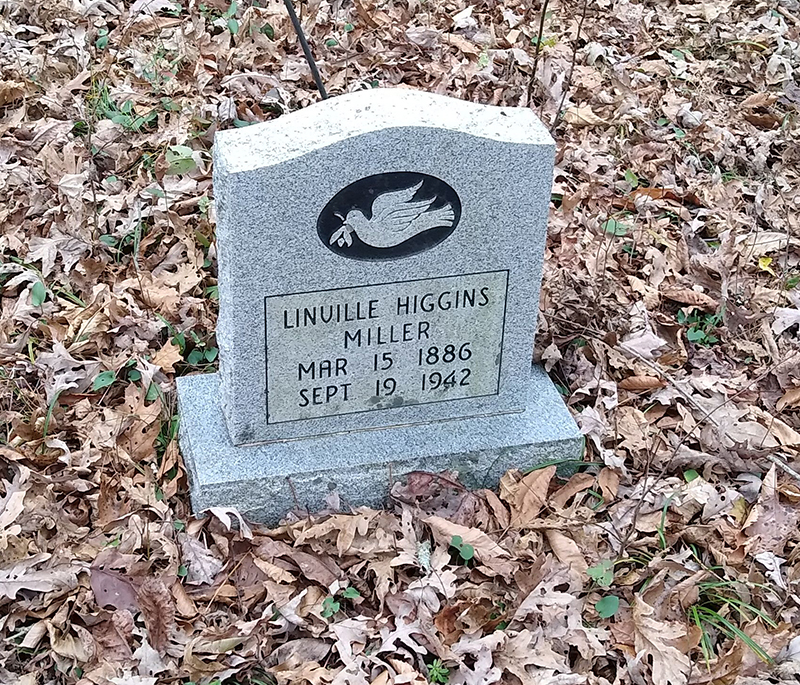 LINVILLE HIGGINS
MILLER
MAR 15 1886
SEPT 19 1942